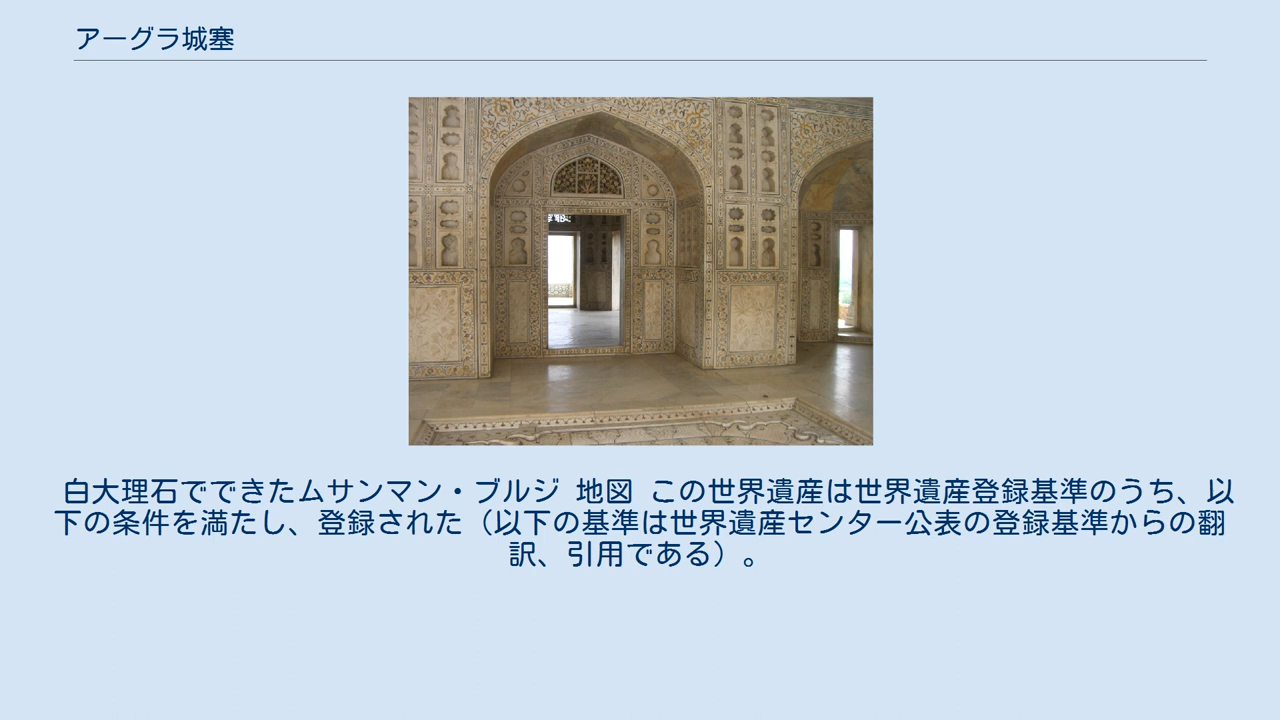 アーグラ城塞
白大理石でできたムサンマン・ブルジ 地図 この世界遺産は世界遺産登録基準のうち、以
下の条件を満たし、登録された（以下の基準は世界遺産センター公表の登録基準からの翻
訳、引用である）。